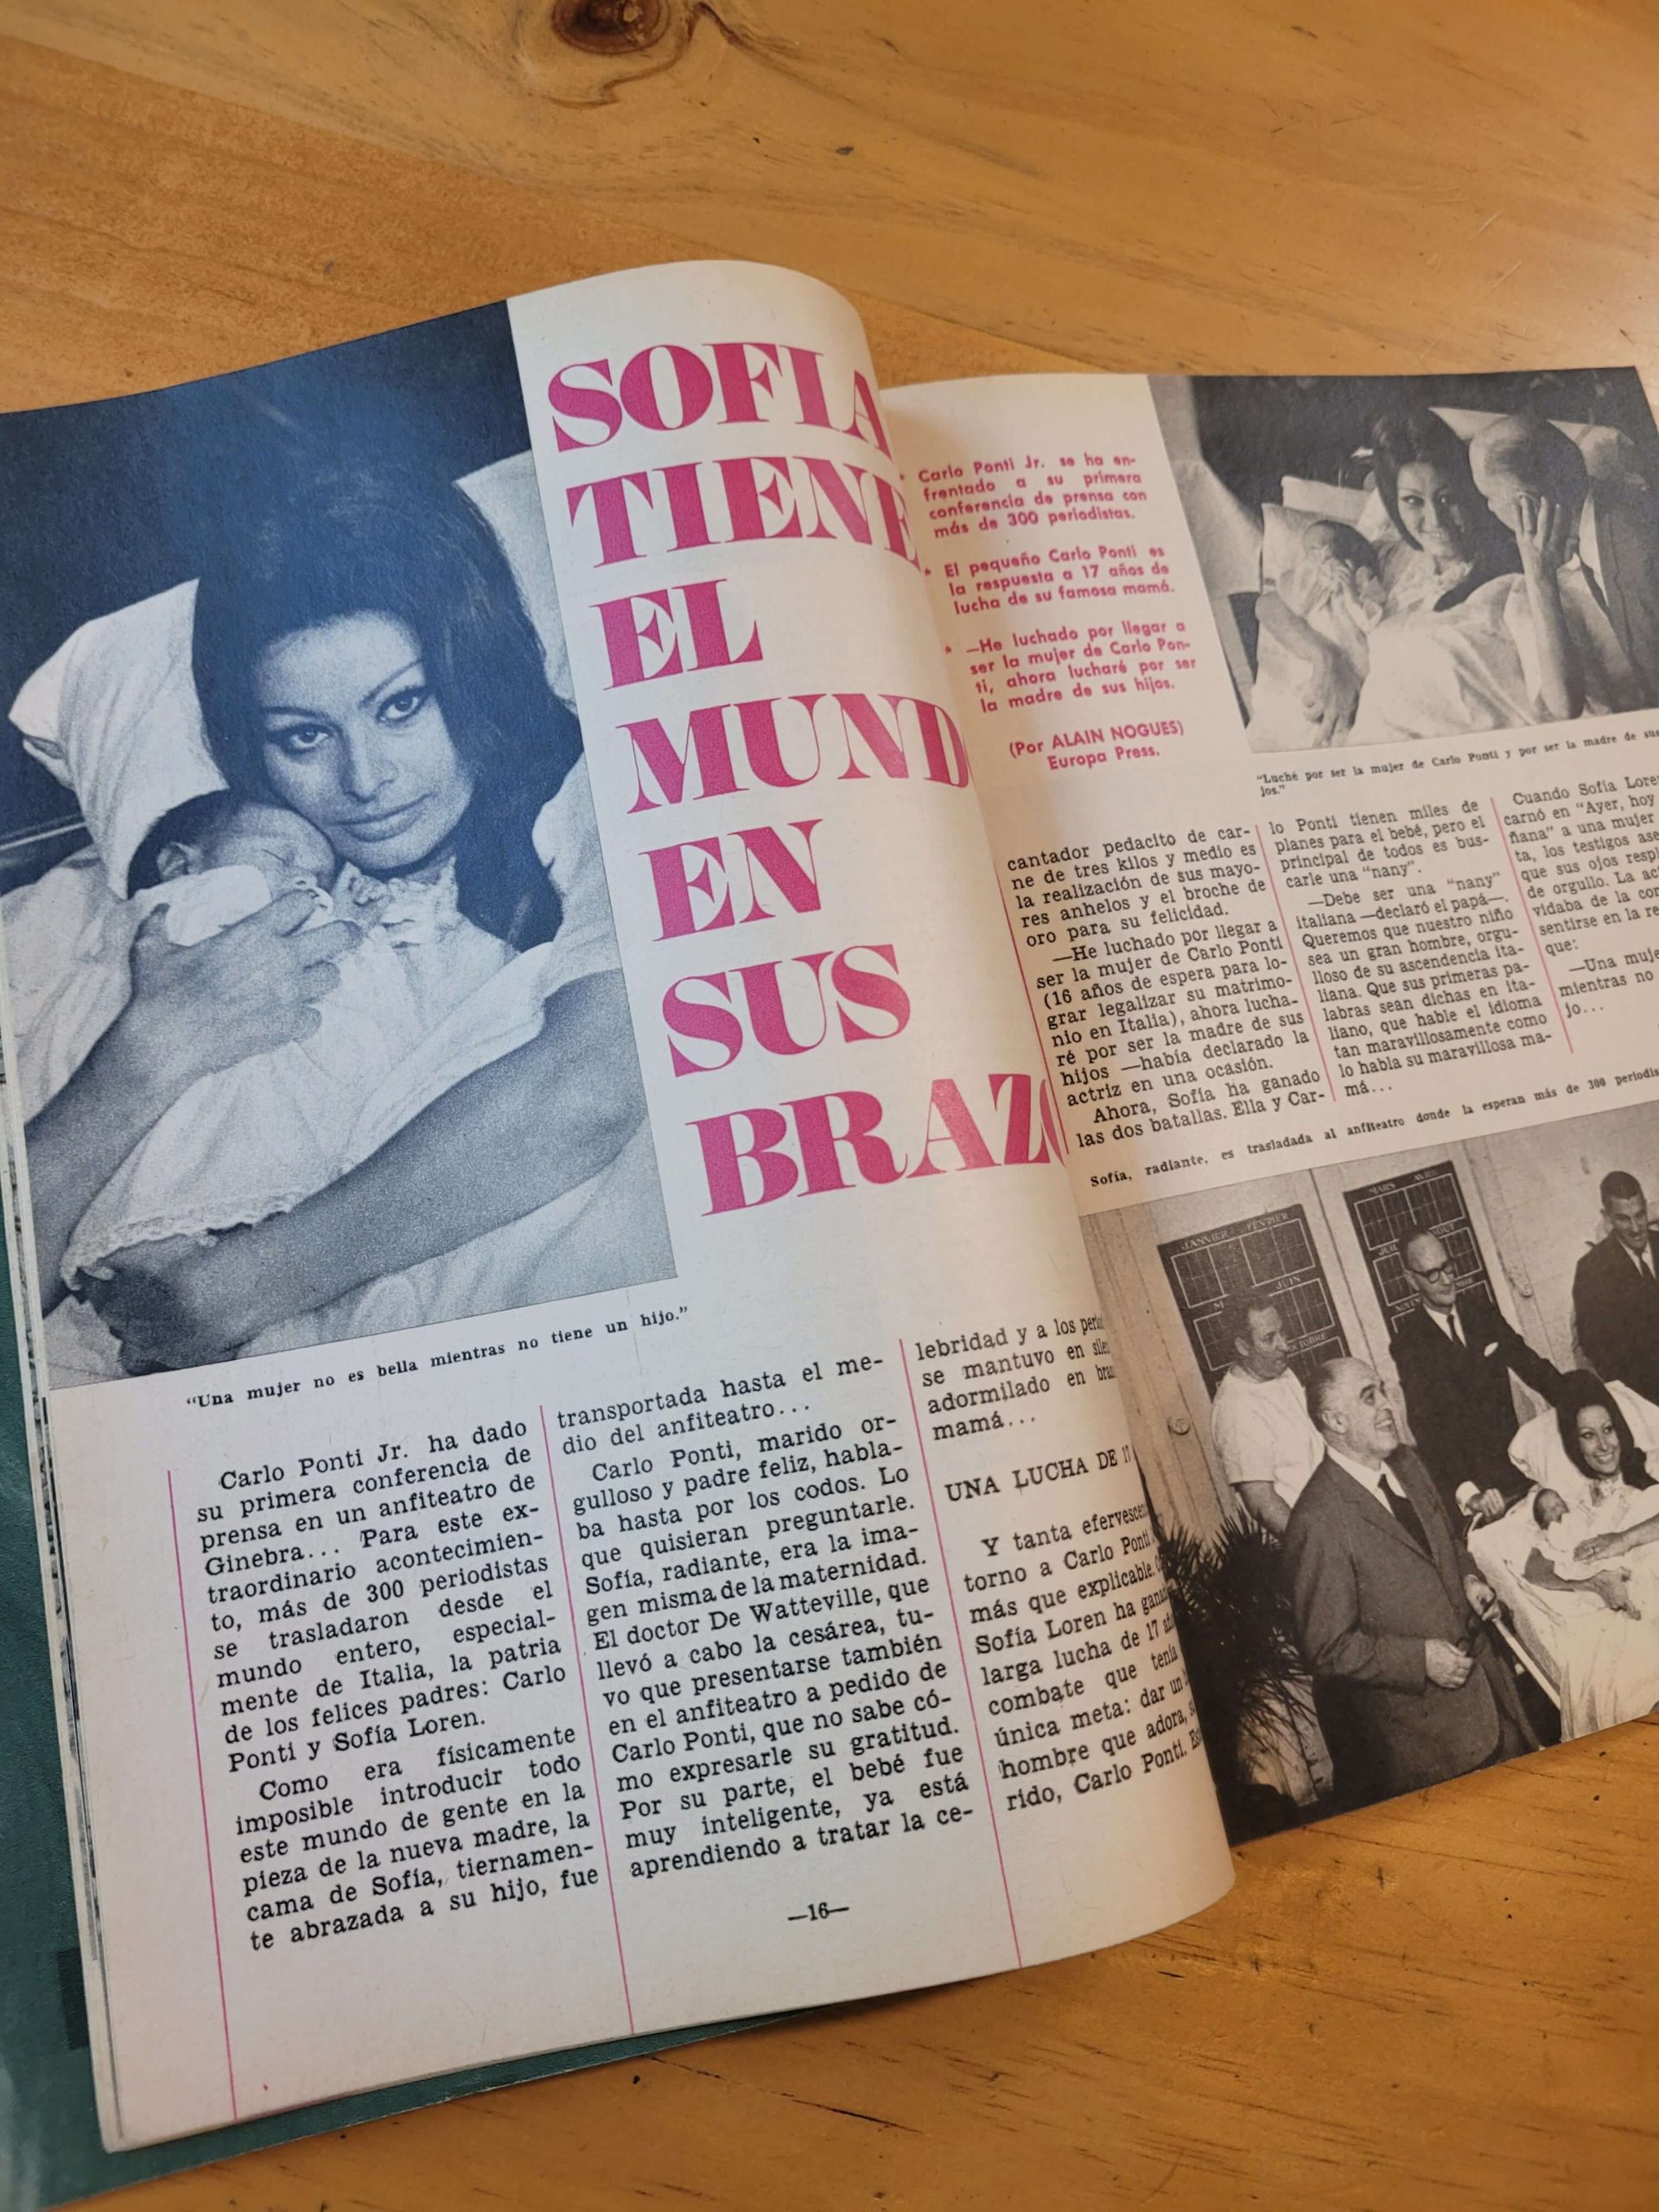 SOFIA
TIENE
EL
MUND
EN
SUS
BRAZO
"Una mujer no es bella mientras no tiene un hijo."
Carlo Ponti Jr. ha dado
su primera conferencia de
prensa en un anfiteatro de
Ginebra... Para este ex-
traordinario acontecimien-
to, más de 300 periodistas
se trasladaron desde el
mundo entero, especial-
mente de Italia, la patria
de los felices padres: Carlo
Ponti y Sofía Loren.
Como era físicamente
imposible introducir todo
este mundo de gente en la
pieza de la nueva madre, la
cama de Sofía, tiernamen-
te abrazada a su hijo, fue
transportada hasta el me-
dio del anfiteatro...
Carlo Ponti, marido or-
gulloso y padre feliz, habla-
ba hasta por los codos. Lo
que quisieran preguntarle.
Sofía, radiante, era la ima-
gen misma de la maternidad.
El doctor De Watteville, que
llevó a cabo la cesárea, tu-
vo que presentarse también
en el anfiteatro a pedido de
Carlo Ponti, que no sabe có-
mo expresarle su gratitud.
Por su parte, el bebé fue
muy inteligente, ya está
aprendiendo a tratar la ce-
lebridad y a los
se mantuvo en
adormilado en
mamá...
UNA LUCHA DE 17
Y tanta
torno a Carlo Ponti
más que explicable.
Sofía Loren ha
larga lucha de 17
combate que tenía
única meta: dar un
hombre que adora,
rido, Carlo Ponti.
—16—
* Carlo Ponti Jr. se ha en-
frentado a su primera
conferencia de prensa con
más de 300 periodistas.
* El pequeño Carlo Ponti es
la respuesta a 17 años de
lucha de su famosa mamá.
* —He luchado por llegar a
ser la mujer de Carlo Pon-
ti, ahora lucharé por ser
la madre de sus hijos.
(Por ALAIN NOGUES)
Europa Press.
"Luché por ser la mujer de Carlo Ponti y por ser la madre de sus
jos."
cantador pedacito de car-
ne de tres kilos y medio es
la realización de sus mayo-
res anhelos y el broche de
oro para su felicidad.
—He luchado por llegar a
ser la mujer de Carlo Ponti
(16 años de espera para lo-
grar legalizar su matrimo-
nio en Italia), ahora lucha-
ré por ser la madre de sus
hijos —había declarado la
actriz en una ocasión.
Ahora, Sofía ha ganado
las dos batallas. Ella y Car-
lo Ponti tienen miles de
planes para el bebé, pero el
principal de todos es bus-
carle una "nany".
—Debe ser una "nany"
italiana —declaró el papá—.
Queremos que nuestro niño
sea un gran hombre, orgu-
lloso de su ascendencia ita-
liana. Que sus primeras pa-
labras sean dichas en ita-
liano, que hable el idioma
tan maravillosamente como
lo habla su maravillosa ma-
má...
Cuando Sofía Loren
carnó en "Ayer, hoy
ñana" a una mujer
ta, los testigos
que sus ojos
de orgullo. La
vidaba de la
sentirse en la
que:
—Una
mientras no
jo...
Sofía, radiante, es trasladada al anfiteatro donde la esperan más de 300
JANVIER FEVRIER
JUIN
OCTOBRE
MARS